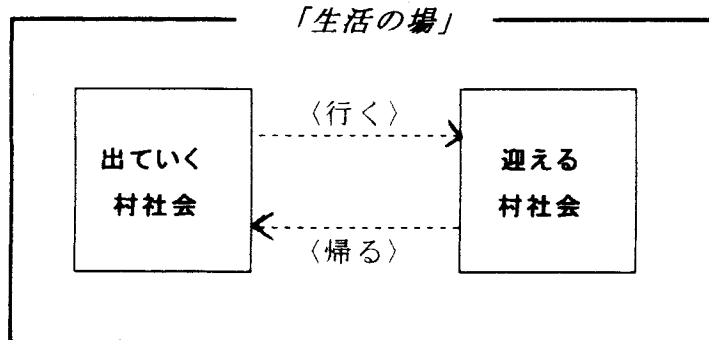 「生活の場」
〈行く〉
出ていく
村社会
迎える
村社会
〈帰る〉